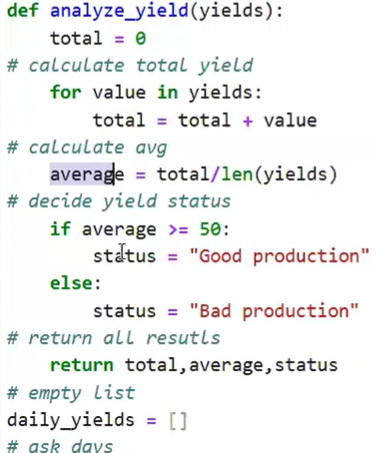 def analyze_yield(yields):
    total = 0
# calculate total yield
    for value in yields:
        total = total + value
# calculate avg
    average = total/len(yields)
# decide yield status
    if average >= 50:
        status = "Good production"
    else:
        status = "Bad production"
# return all resutls
    return total,average,status
# empty list
daily_yields = []
# ask days